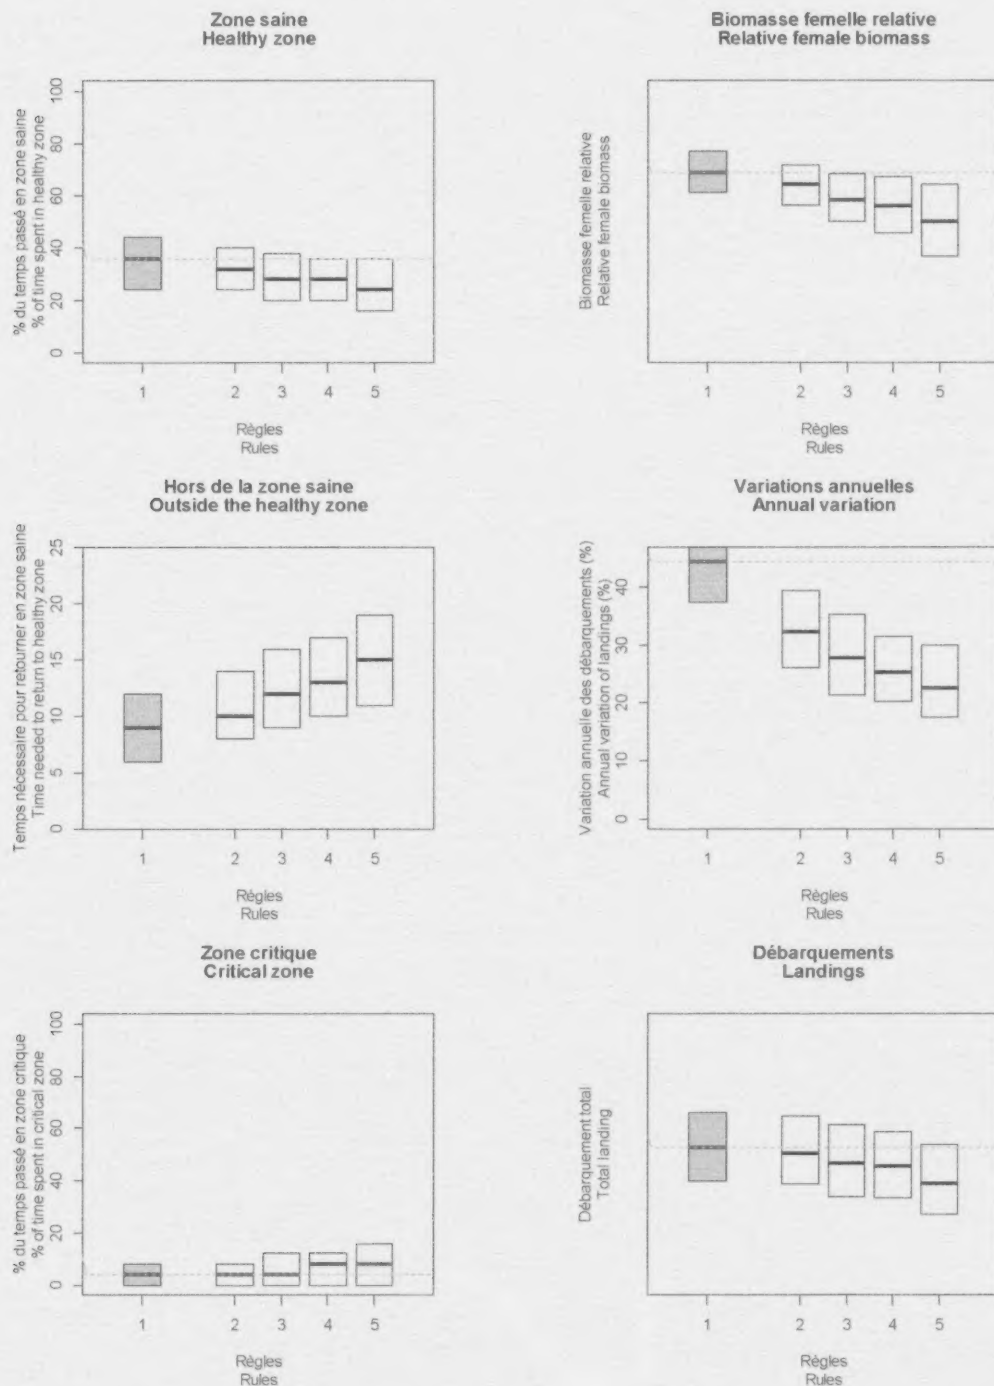 Zone saine
Healthy zone
% du temps passé en zone saine
% of time spent in healthy zone
100
80
60
40
20
0
1
2
3
4
5
Règles
Rules
Biomasse femelle relative
Relative female biomass
Biomasse femelle relative
Relative female biomass
1
2
3
4
5
Règles
Rules
Hors de la zone saine
Outside the healthy zone
Temps nécessaire pour retourner en zone saine
Time needed to return to healthy zone
25
20
15
10
5
0
1
2
3
4
5
Règles
Rules
Variations annuelles
Annual variation
Variation annuelle des débarquements (%)
Annual variation of landings (%)
40
30
20
10
0
1
2
3
4
5
Règles
Rules
Zone critique
Critical zone
% du temps passé en zone critique
% of time spent in critical zone
100
80
60
40
20
0
1
2
3
4
5
Règles
Rules
Débarquements
Landings
Débarquement total
Total landing
1
2
3
4
5
Règles
Rules